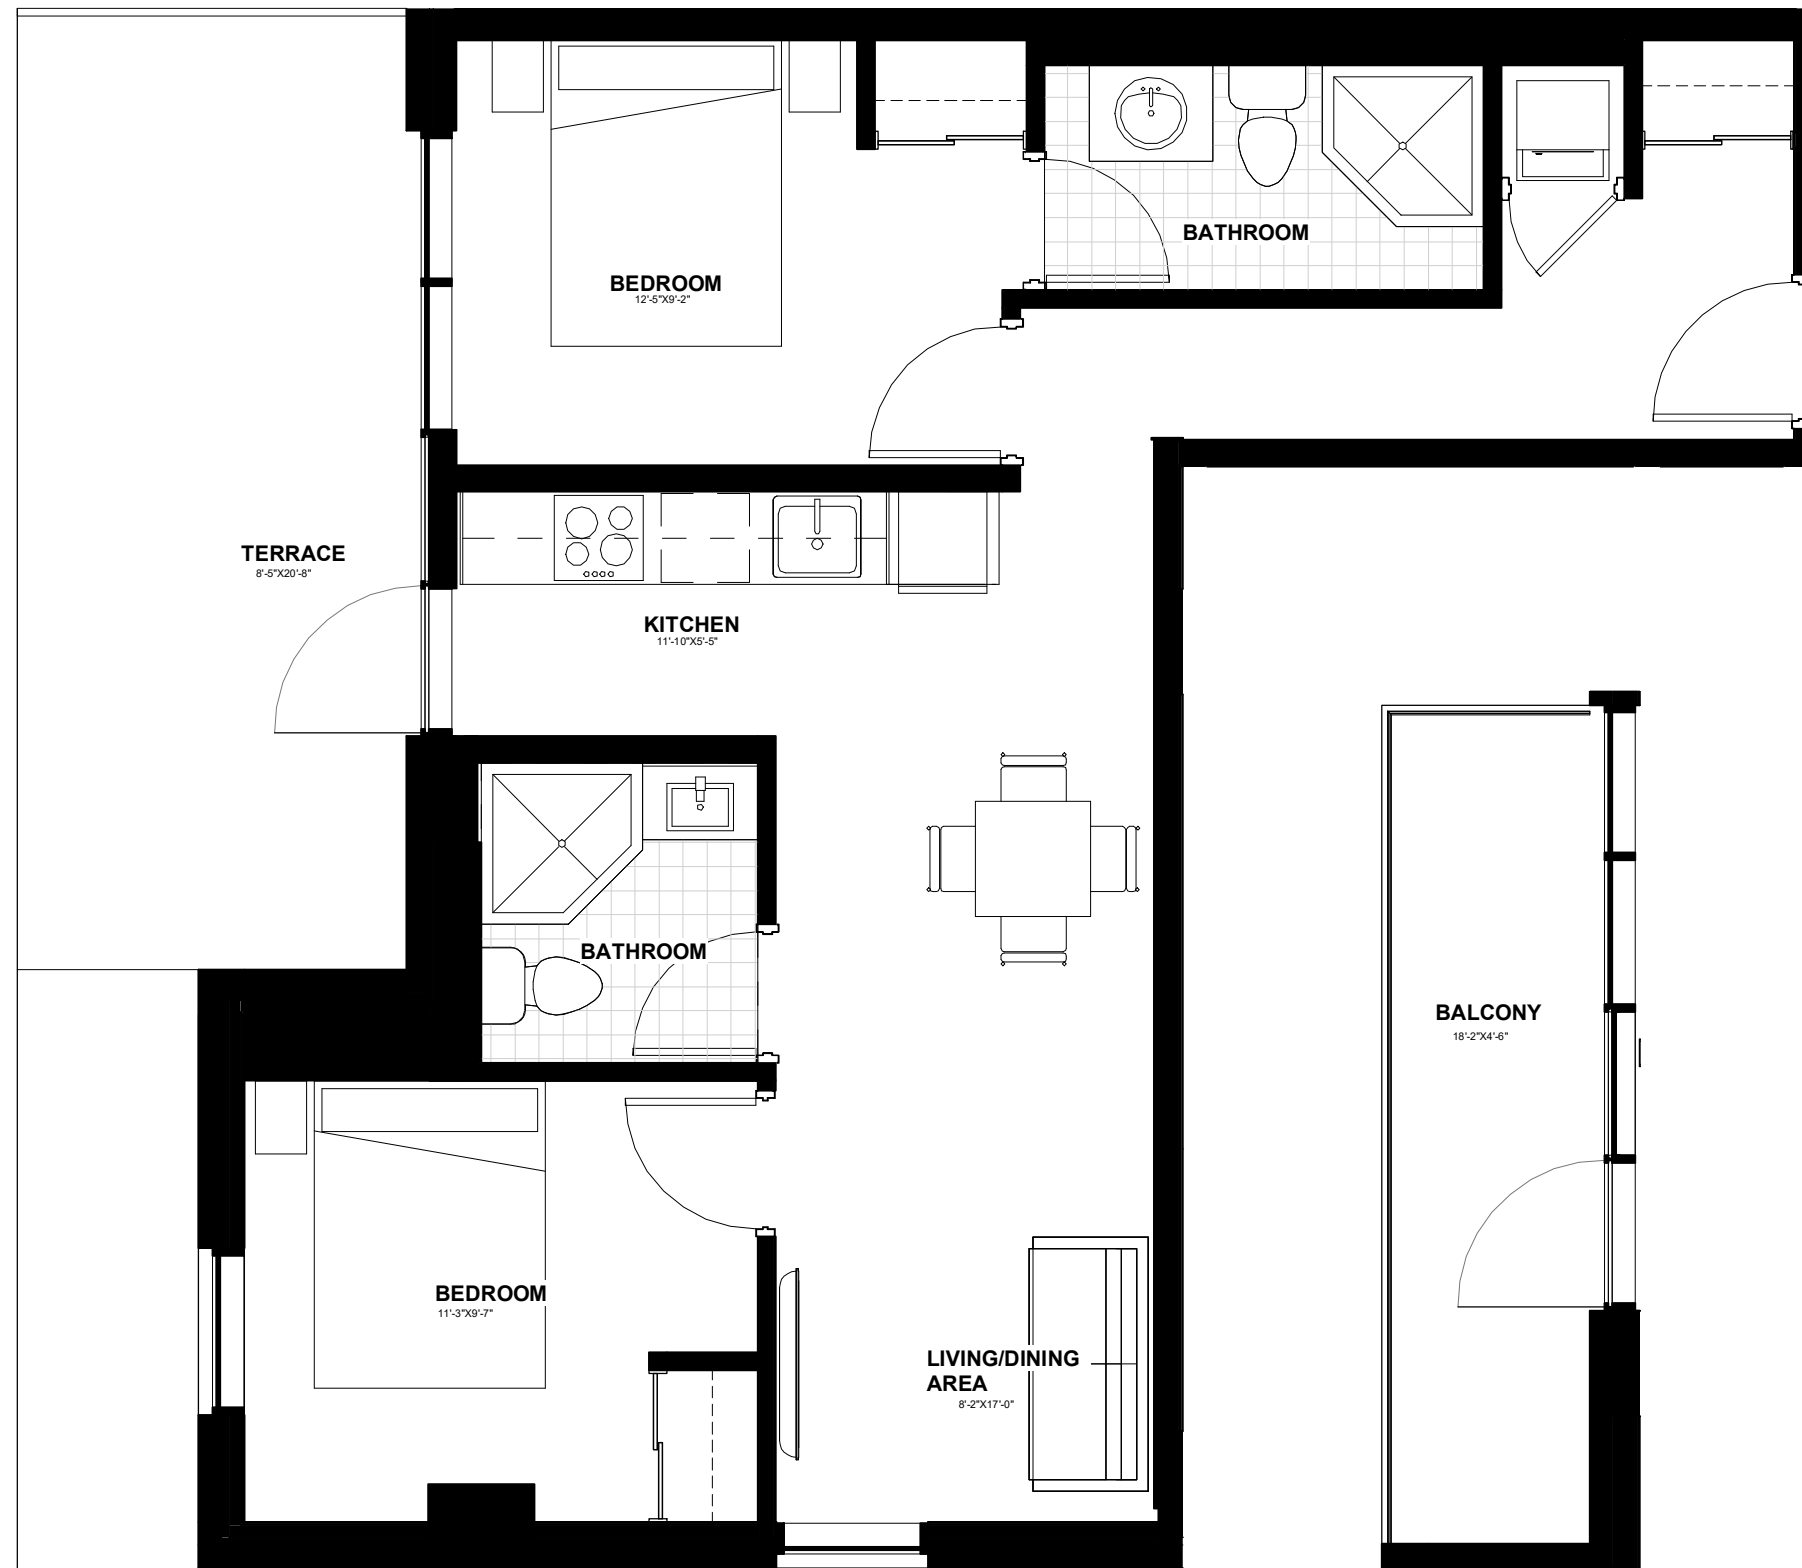 BATHROOM
BEDROOM
12'-5"X9'-2"
TERRACE
8'-5"X20'-8"
KITCHEN
11'-10"X5'-5"
BATHROOM
BALCONY
18'-2"X4'-6"
BEDROOM
11'-3"X9'-7"
LIVING/DINING
AREA
8'-2"X17'-0"